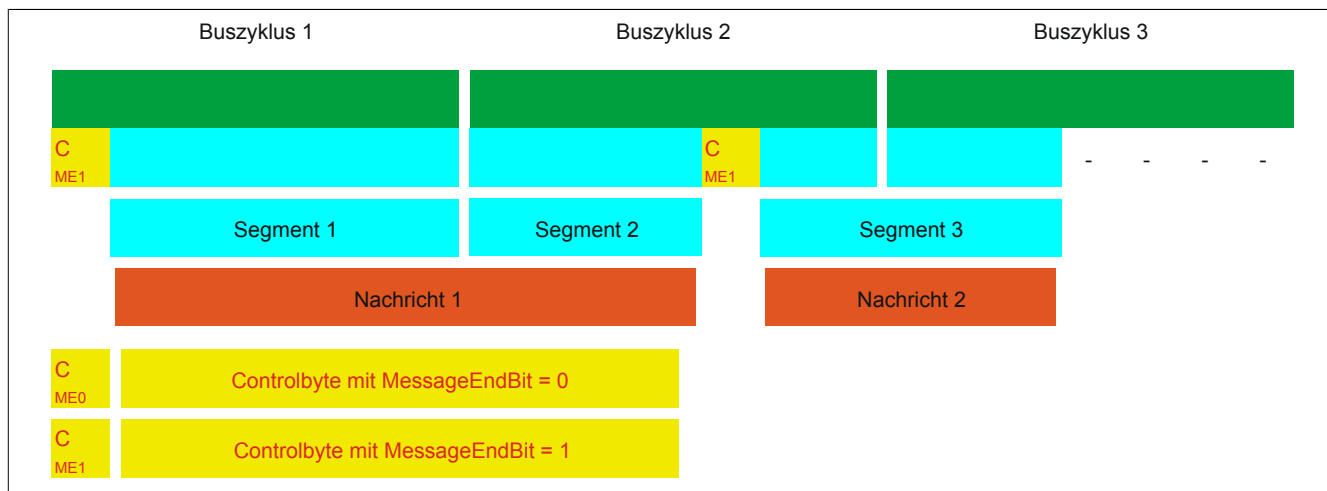 Buszyklus 1 Buszyklus 2 Buszyklus 3
C C
ME1 ME1
- - - -
Segment 1 Segment 2 Segment 3
Nachricht 1 Nachricht 2
C
ME0
Controlbyte mit MessageEndBit = 0
C
ME1
Controlbyte mit MessageEndBit = 1